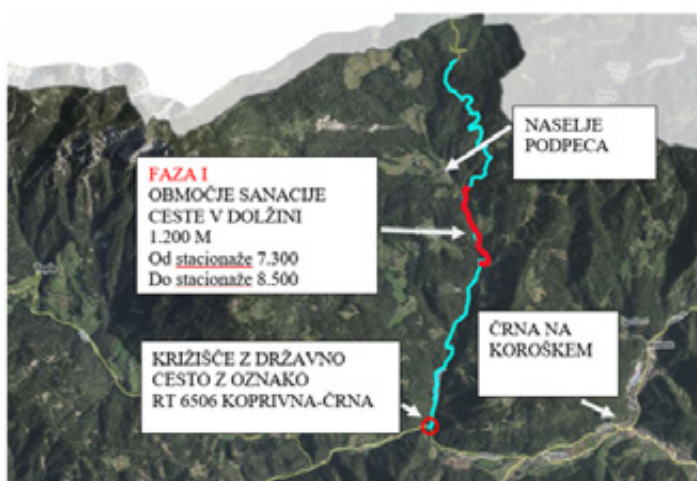 NASELJE
PODPECA
FAZA I
OBMOČJE SANACIJE
CESTE V DOLŽINI
1.200 M
Od stacionaže 7.300
Do stacionaže 8.500
KRIŽIŠČE Z DRŽAVNO
CESTO Z OZNAKO
RT 6506 KOPRIVNA-ČRNA
ČRNA NA
KOROŠKEM